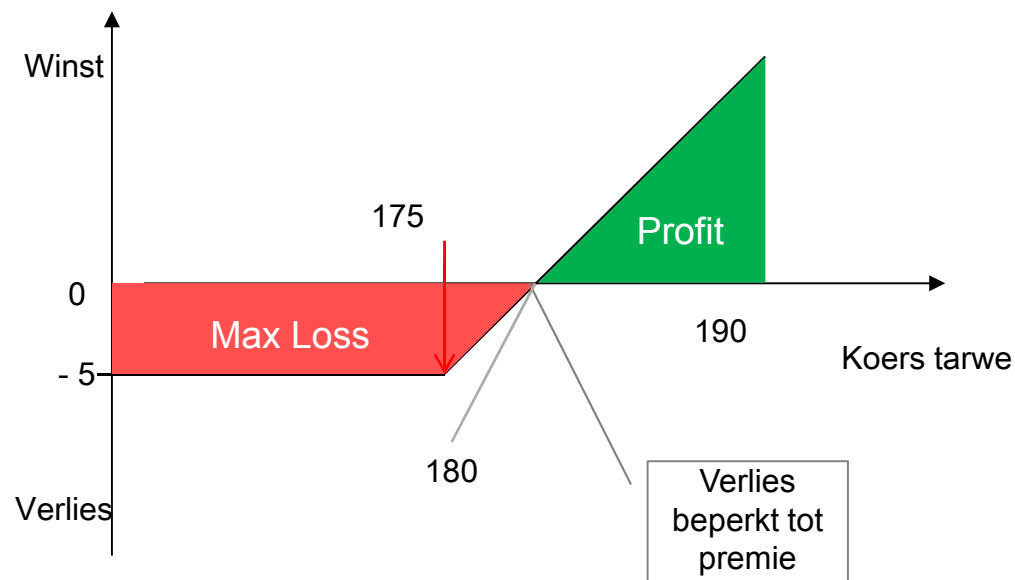 Winst
175
Profit
0
Max Loss
190
Koers tarwe
- 5
180
Verlies
Verlies
beperkt tot
premie